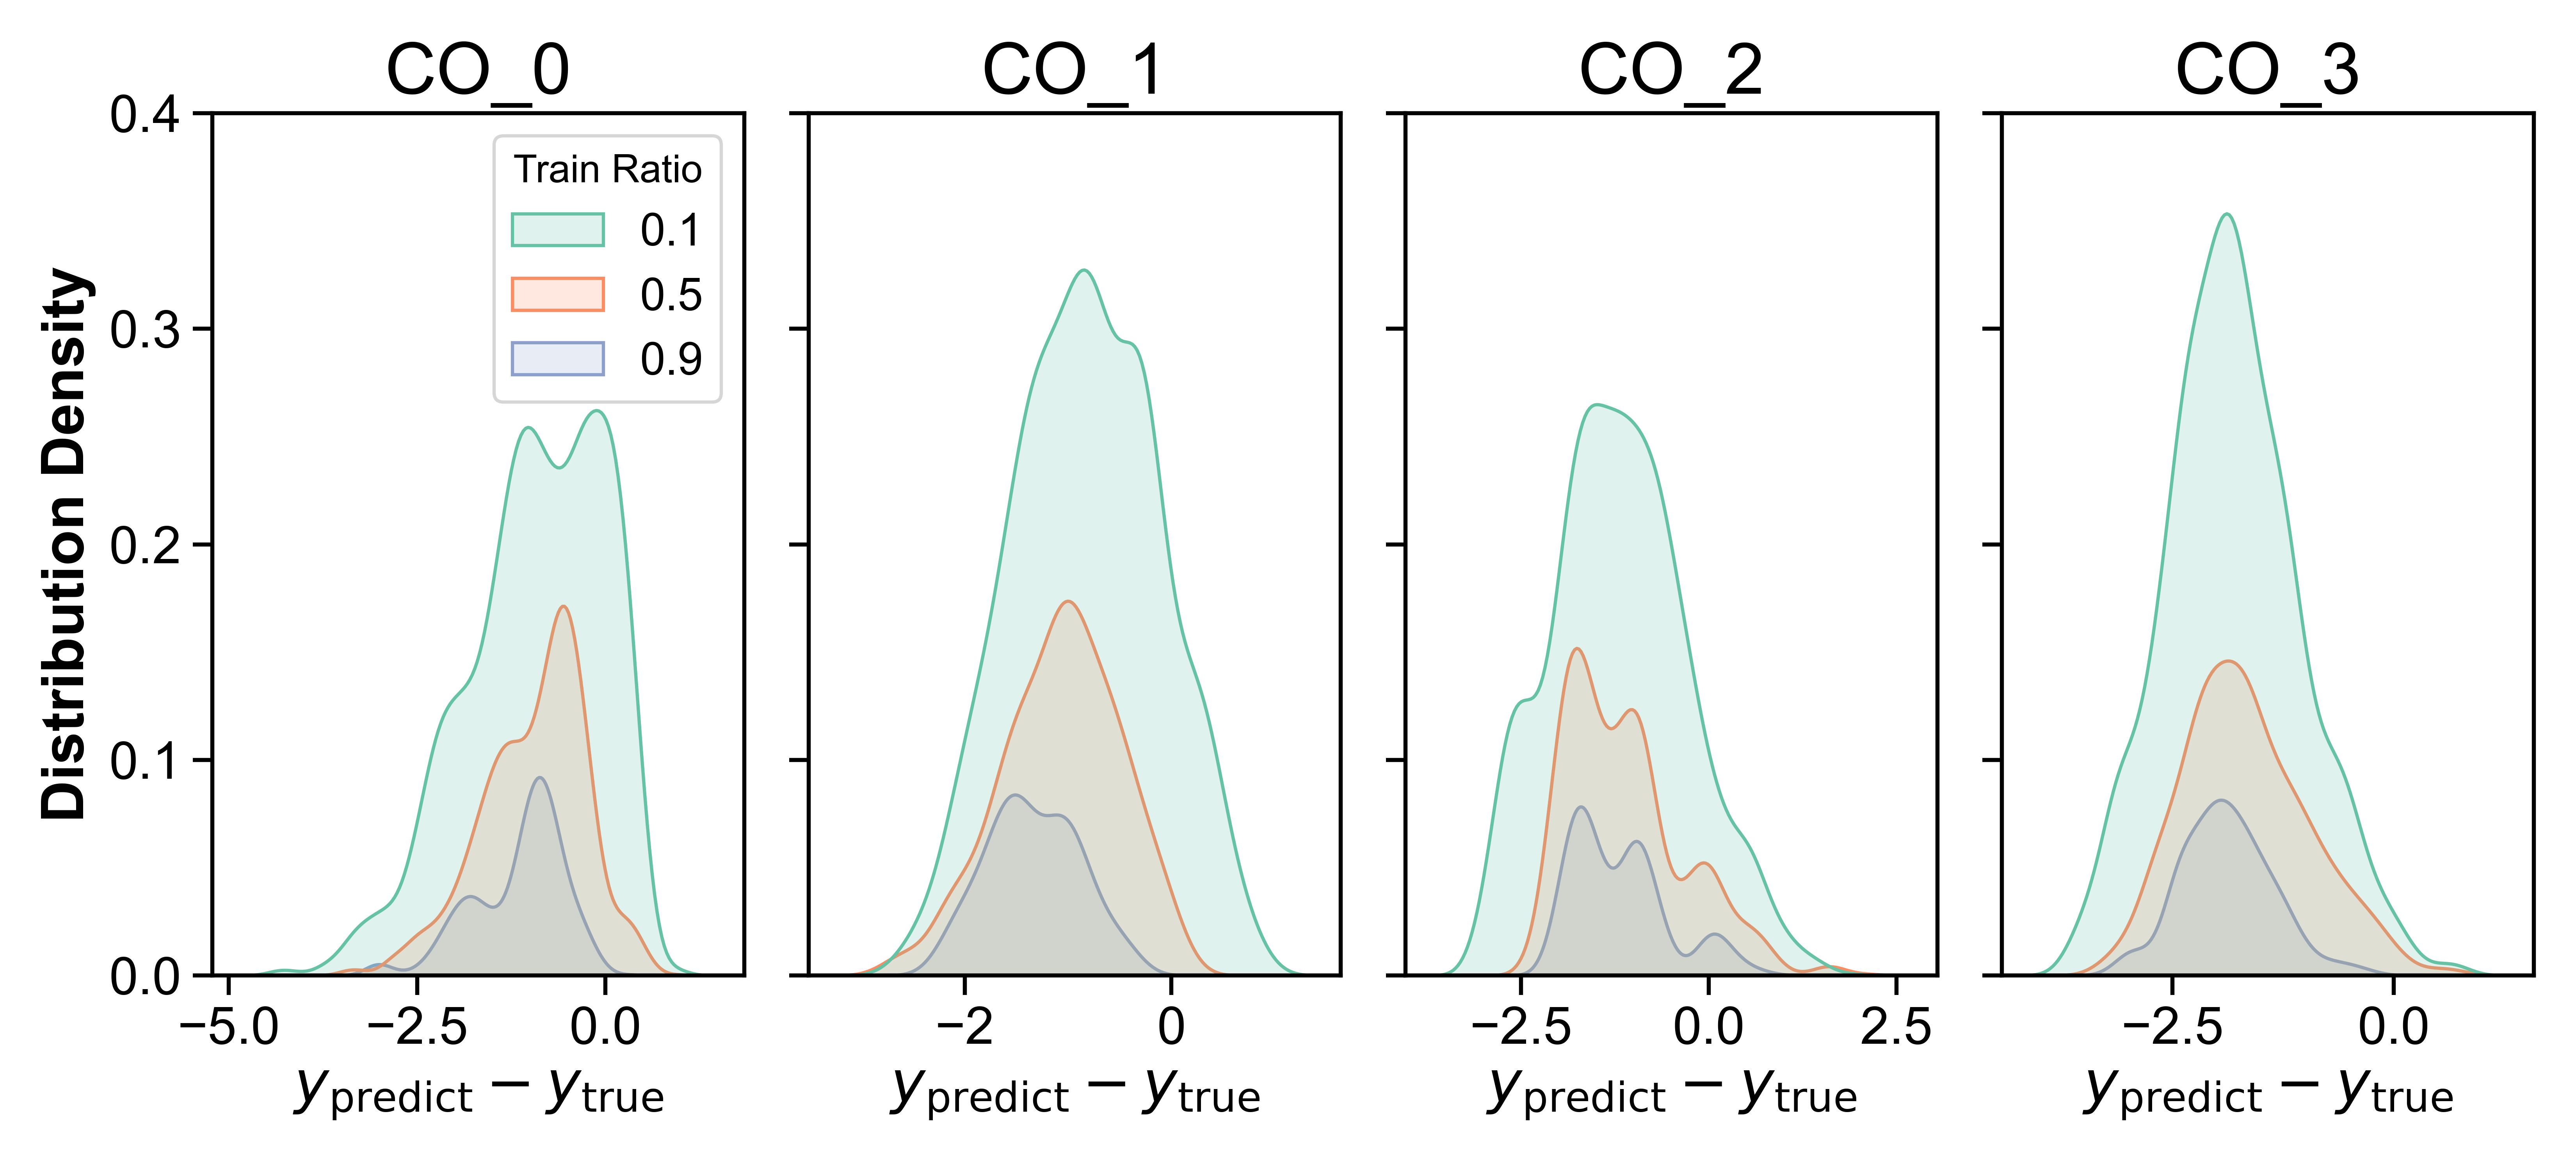 CO_0 CO_1 CO_2 CO_3
0.4
0.3
0.2
0.1
0.0
Distribution Density
Train Ratio
0.1
0.5
0.9
−5.0 −2.5 0.0 −2 0 −2.5 0.0 2.5 −2.5 0.0
y_predict − y_true y_predict − y_true y_predict − y_true y_predict − y_true